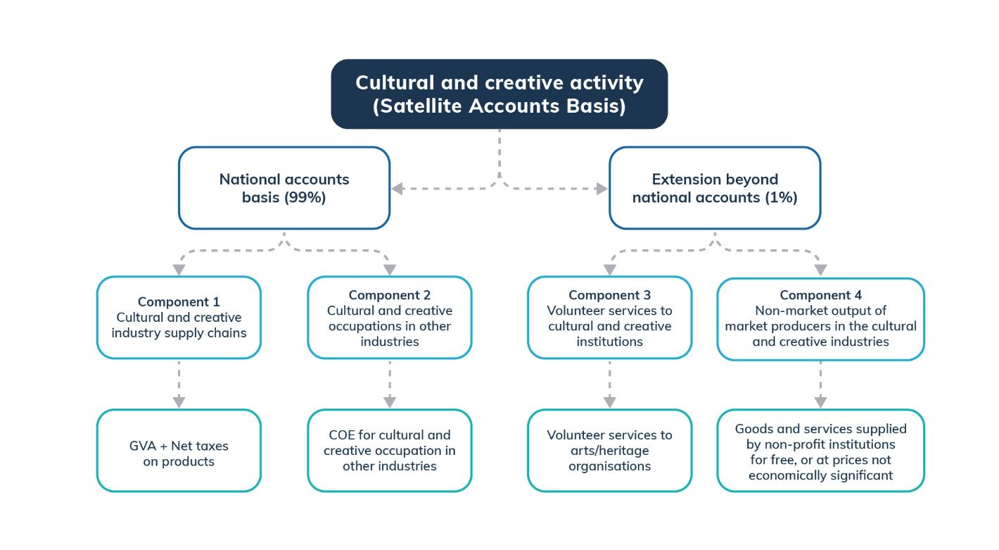 Cultural and creative activity
(Satellite Accounts Basis)
National accounts
basis (99%)
Extension beyond
national accounts (1%)
Component 1
Cultural and creative
industry supply chains
Component 2
Cultural and creative
occupations in other
industries
Component 3
Volunteer services to
cultural and creative
institutions
Component 4
Non-market output of
market producers in the cultural
and creative industries
GVA + Net taxes
on products
COE for cultural and
creative occupation in
other industries
Volunteer services to
arts/heritage
organisations
Goods and services supplied
by non-profit institutions
for free, or at prices not
economically significant